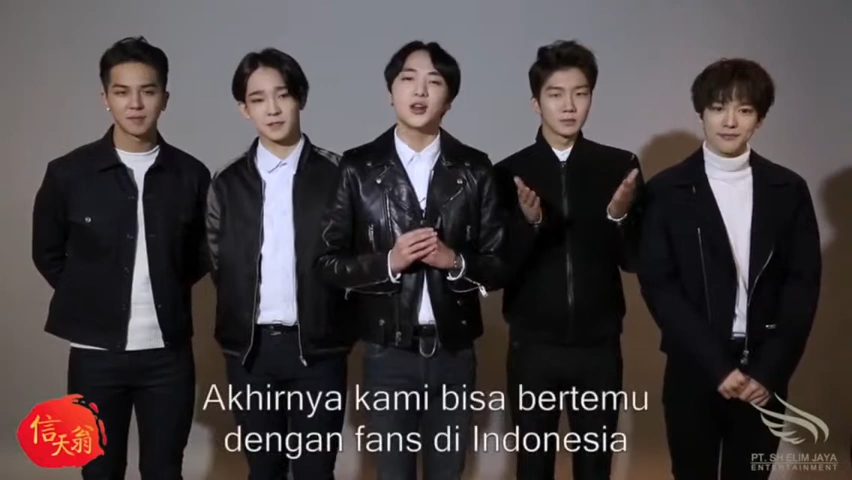 Akhirnya kami bisa bertemu
dengan fans di Indonesia
信天翁
PT. SH ELIM JAYA
ENTERTAINMENT